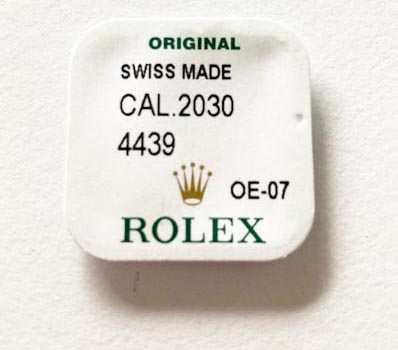 ORIGINAL
SWISS MADE
CAL.2030
4439
OE-07
ROLEX